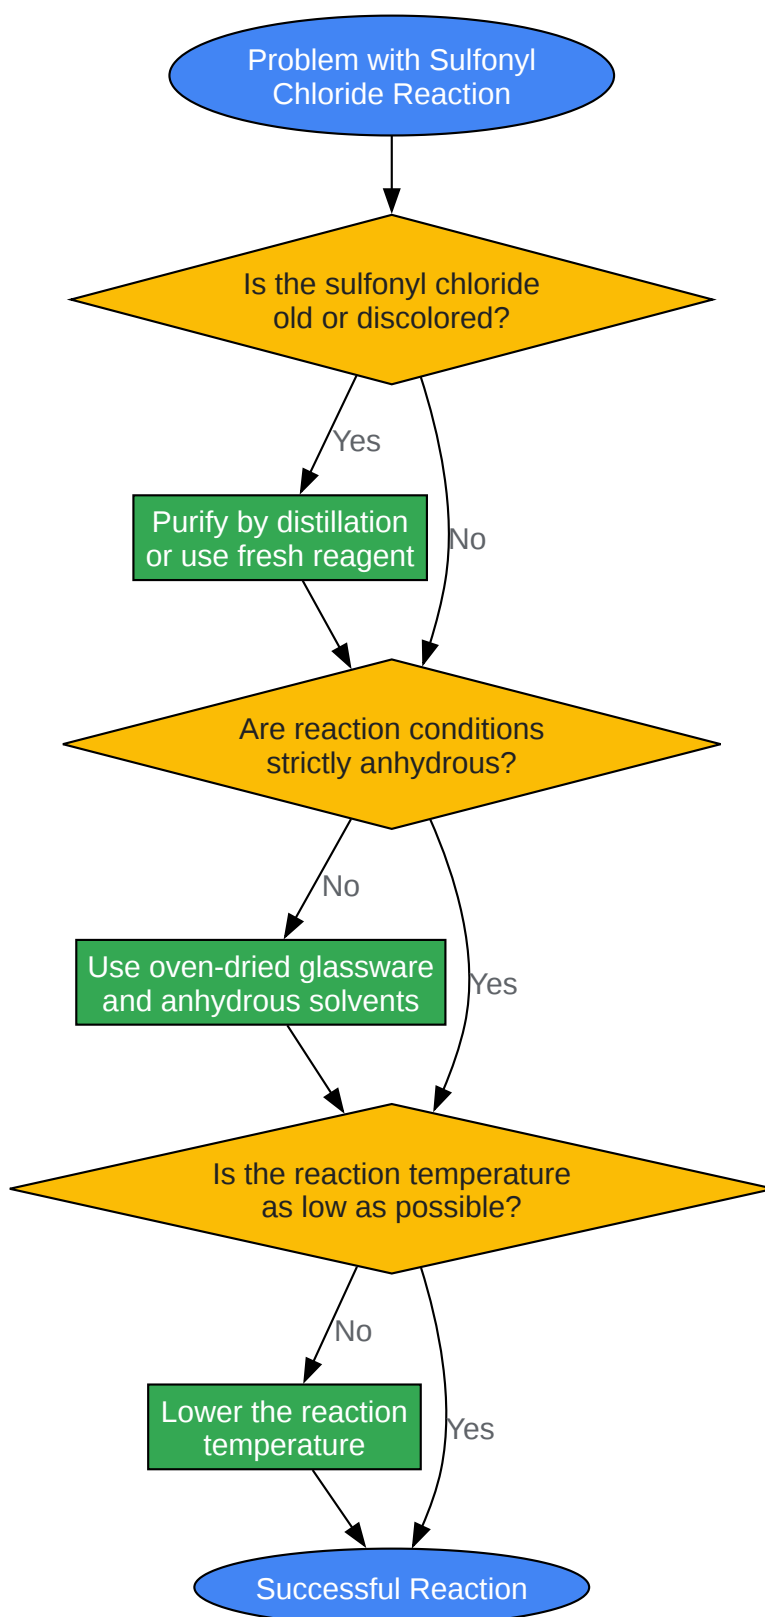 Problem with Sulfonyl
Chloride Reaction
Is the sulfonyl chloride
old or discolored?
Yes
Purify by distillation
or use fresh reagent
No
Are reaction conditions
strictly anhydrous?
No
Use oven-dried glassware
and anhydrous solvents
Yes
Is the reaction temperature
as low as possible?
No
Lower the reaction
temperature
Yes
Successful Reaction